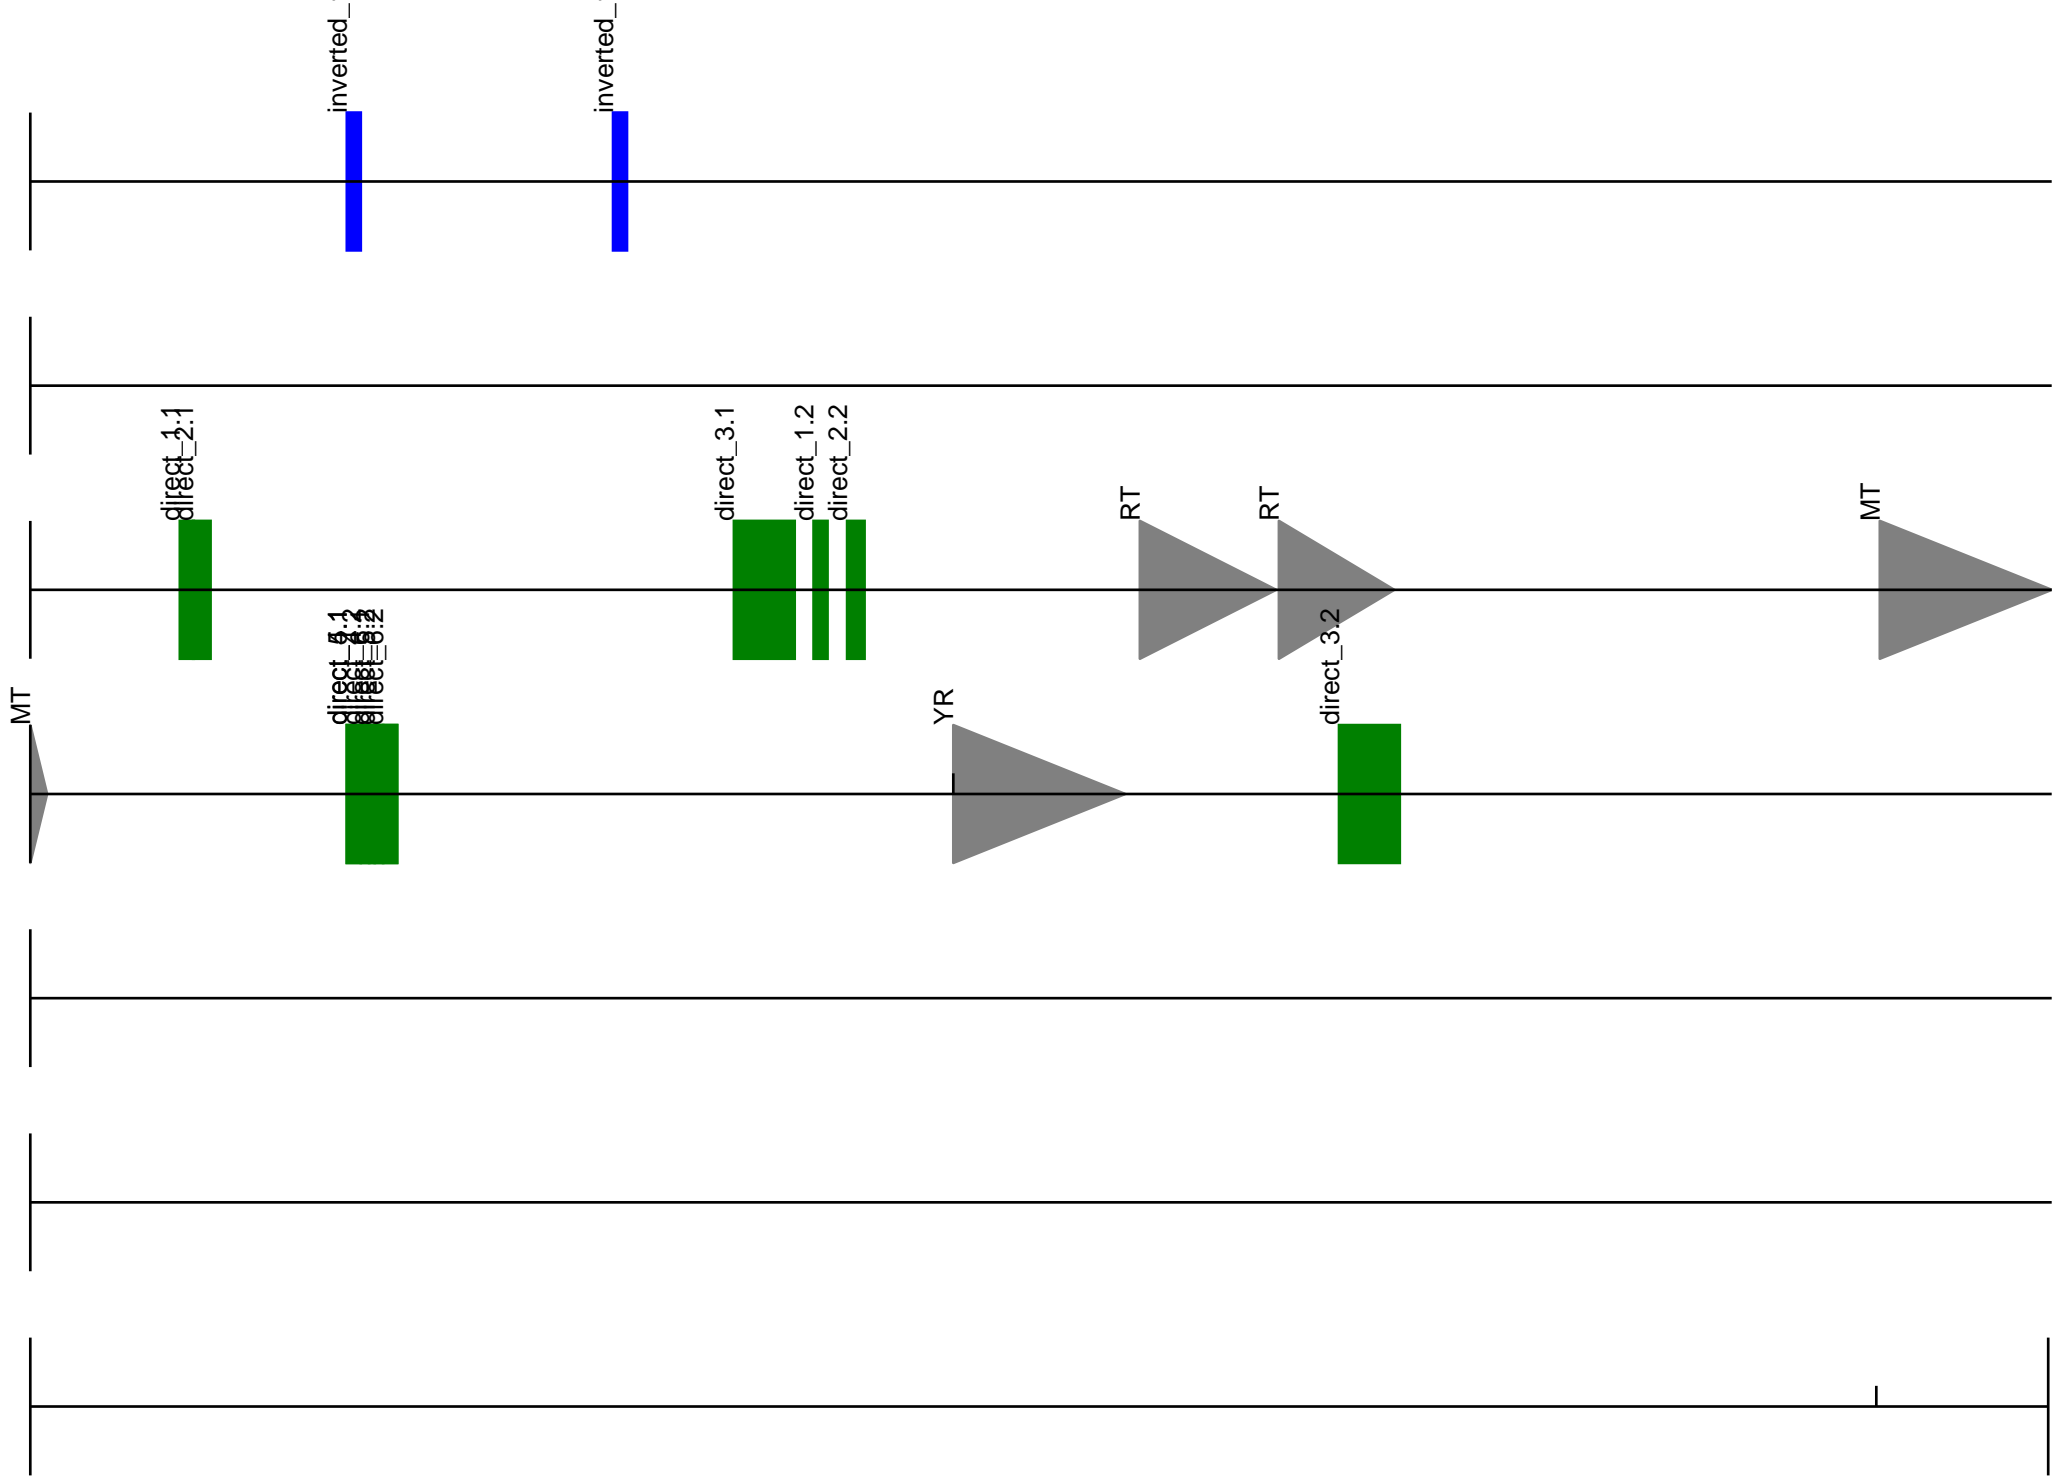 inverted_
inverted_
direct_1.1
direct_2.1
direct_3.1
direct_1.2
direct_2.2
RT
RT
MT
MT
YR
direct_3.2